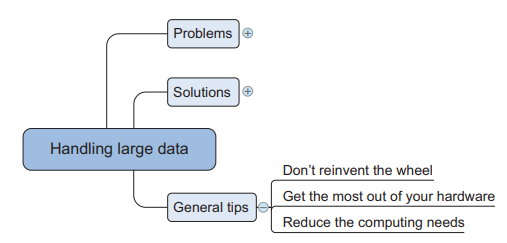 Problems
Solutions
Handling large data
General tips
Don’t reinvent the wheel
Get the most out of your hardware
Reduce the computing needs